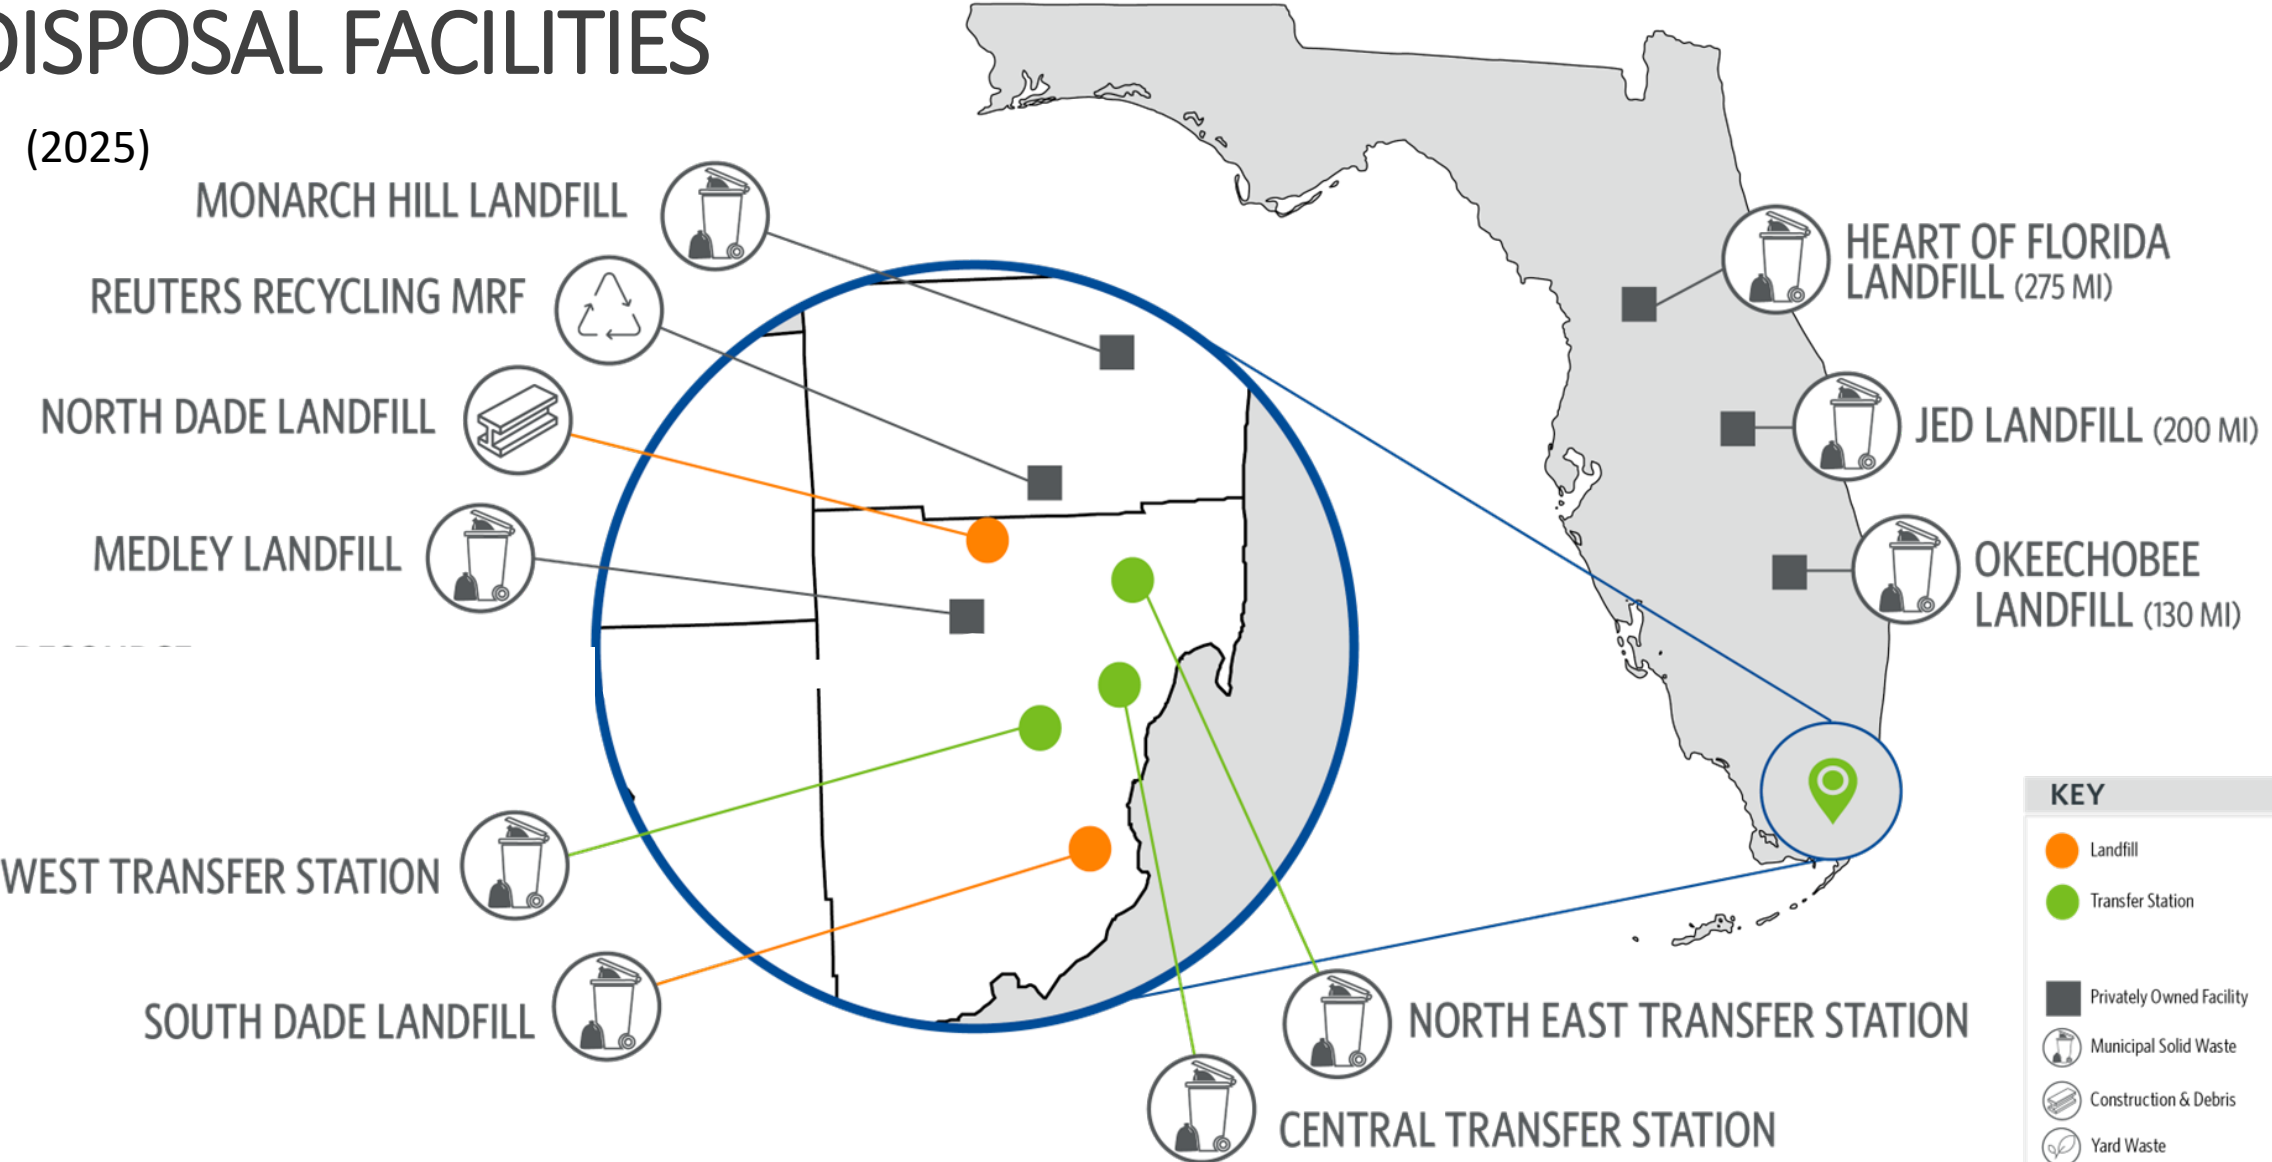 DISPOSAL FACILITIES
(2025)
MONARCH HILL LANDFILL
REUTERS RECYCLING MRF
NORTH DADE LANDFILL
MEDLEY LANDFILL
WEST TRANSFER STATION
SOUTH DADE LANDFILL
HEART OF FLORIDA
LANDFILL (275 MI)
JED LANDFILL (200 MI)
OKEECHOBEE
LANDFILL (130 MI)
NORTH EAST TRANSFER STATION
CENTRAL TRANSFER STATION
KEY
Landfill
Transfer Station
Privately Owned Facility
Municipal Solid Waste
Construction & Debris
Yard Waste